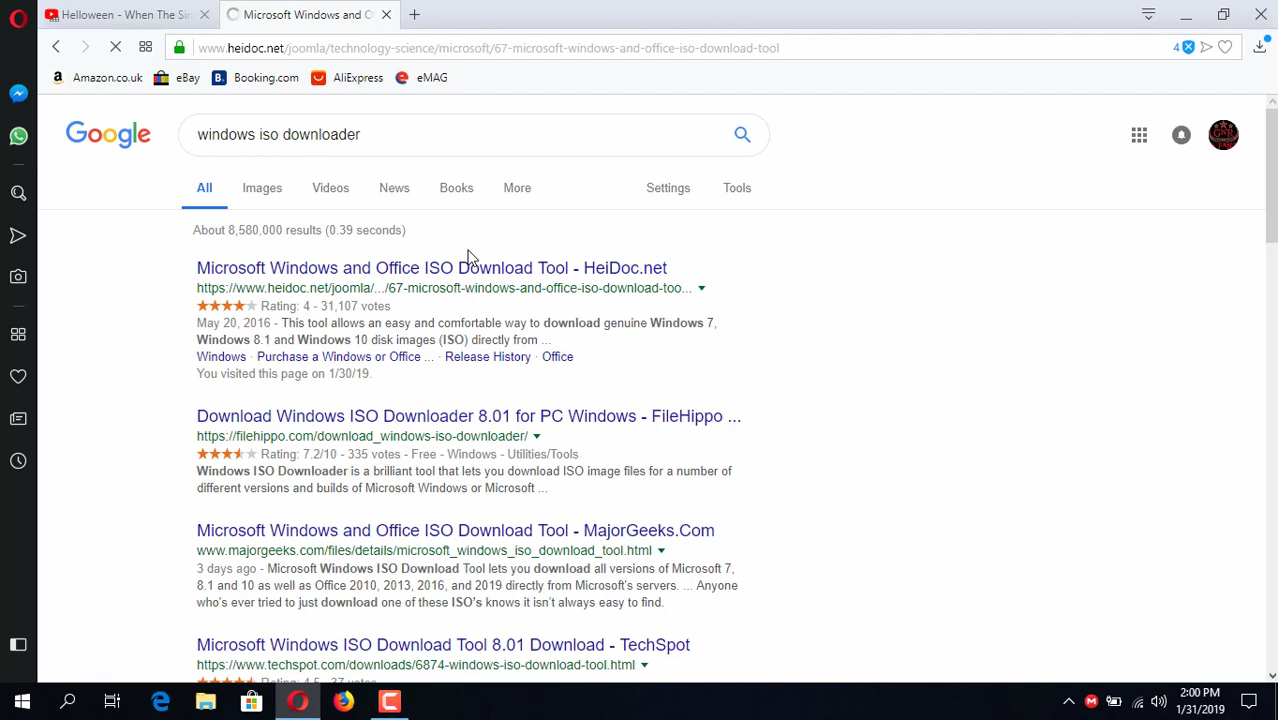 Helloween - When The Sin
Microsoft Windows and O
www.heidoc.net/joomla/technology-science/microsoft/67-microsoft-windows-and-office-iso-download-tool
4
Amazon.co.uk eBay B. Booking.com AliExpress eMAG
Google
windows iso downloader
All Images Videos News Books More Settings Tools
About 8,580,000 results (0.39 seconds)
Microsoft Windows and Office ISO Download Tool - HeiDoc.net
https://www.heidoc.net/joomla/.../67-microsoft-windows-and-office-iso-download-too...
Rating: 4 - 31,107 votes
May 20, 2016 - This tool allows an easy and comfortable way to download genuine Windows 7,
Windows 8.1 and Windows 10 disk images (ISO) directly from ...
Windows · Purchase a Windows or Office ... · Release History · Office
You visited this page on 1/30/19.
Download Windows ISO Downloader 8.01 for PC Windows - FileHippo ...
https://filehippo.com/download_windows-iso-downloader/
Rating: 7.2/10 - 335 votes - Free - Windows - Utilities/Tools
Windows ISO Downloader is a brilliant tool that lets you download ISO image files for a number of
different versions and builds of Microsoft Windows or Microsoft ...
Microsoft Windows and Office ISO Download Tool - MajorGeeks.Com
www.majorgeeks.com/files/details/microsoft_windows_iso_download_tool.html
3 days ago - Microsoft Windows ISO Download Tool lets you download all versions of Microsoft 7,
8.1 and 10 as well as Office 2010, 2013, 2016, and 2019 directly from Microsoft's servers. ... Anyone
who's ever tried to just download one of these ISO's knows it isn't always easy to find.
Microsoft Windows ISO Download Tool 8.01 Download - TechSpot
https://www.techspot.com/downloads/6874-windows-iso-download-tool.html
2:00 PM
1/31/2019